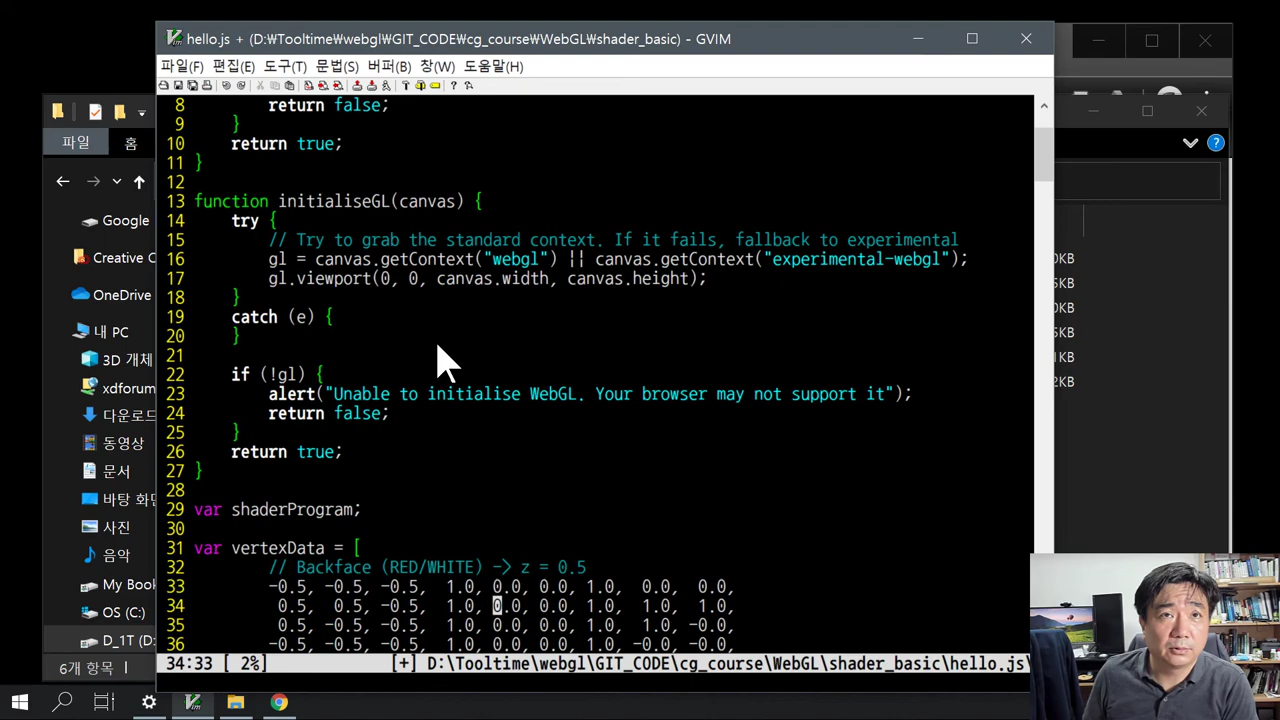 hello.js + (D:₩Tooltime₩webgl₩GIT_CODE₩cg_course₩WebGL₩shader_basic) - GVIM
파일(F) 편집(E) 도구(T) 문법(S) 버퍼(B) 창(W) 도움말(H)
8 return false;
9 }
10 return true;
11 }
12
13 function initialiseGL(canvas) {
14 try {
15 // Try to grab the standard context. If it fails, fallback to experimental
16 gl = canvas.getContext("webgl") || canvas.getContext("experimental-webgl");
17 gl.viewport(0, 0, canvas.width, canvas.height);
18 }
19 catch (e) {
20 }
21
22 if (!gl) {
23 alert("Unable to initialise WebGL. Your browser may not support it");
24 return false;
25 }
26 return true;
27 }
28
29 var shaderProgram;
30
31 var vertexData = [
32 // Backface (RED/WHITE) -> z = 0.5
33 -0.5, -0.5, -0.5, 1.0, 0.0, 0.0, 1.0, 0.0, 0.0,
34 0.5, 0.5, -0.5, 1.0, 0.0, 0.0, 1.0, 1.0, 1.0,
35 0.5, -0.5, -0.5, 1.0, 0.0, 0.0, 1.0, 1.0, -0.0,
36 -0.5, -0.5, -0.5, 1.0, 0.0, 0.0, 1.0, -0.0, -0.0,
34:33 [ 2%] [+] D:\Tooltime\webgl\GIT_CODE\cg_course\WebGL\shader_basic\hello.js\
파일 홈
Google
Creative C
OneDrive
내 PC
3D 개체
xdforum
다운로드
동영상
문서
바탕 화면
사진
음악
My Book
OS (C:)
D_1T (D:
6개 항목
0KB
5KB
0KB
1KB
2KB